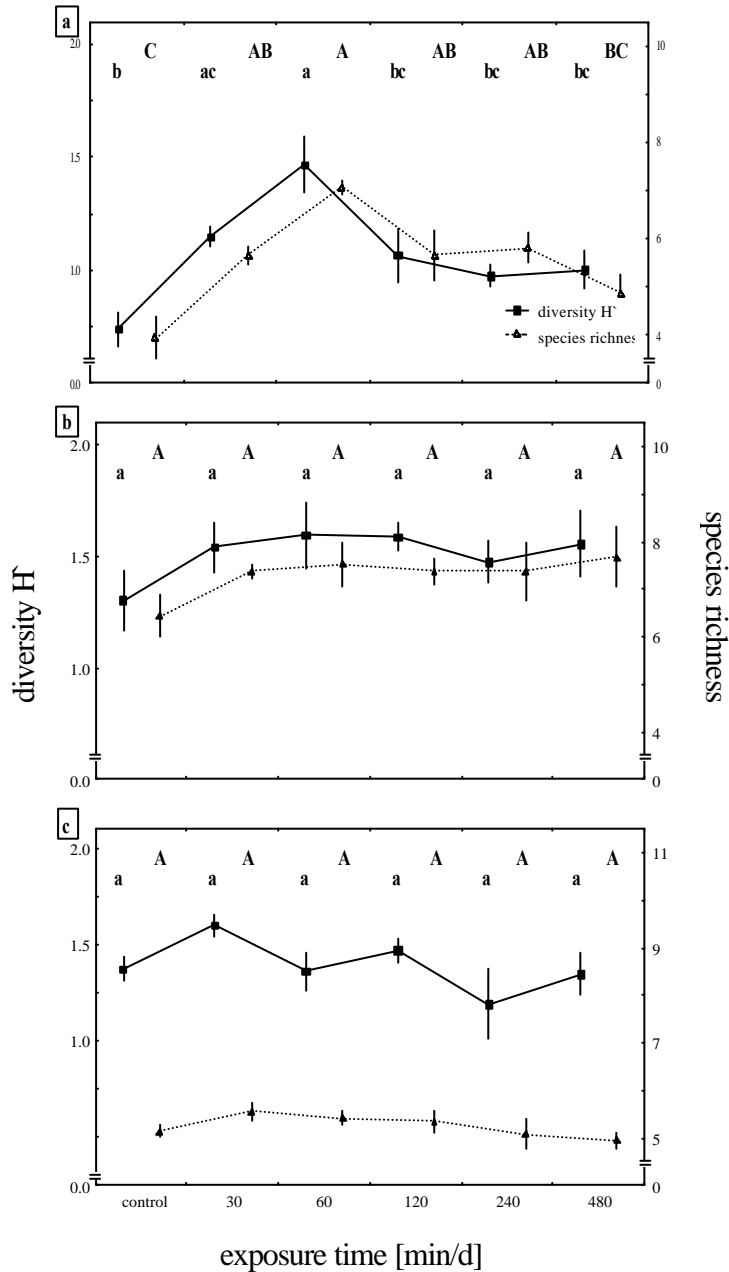 a
2.0 10
C AB A AB AB BC
b ac a bc bc bc
8
1.5
6
1.0
diversity H`
species richnes
4
0.0 0
b
2.0 10
A A A A A A
a a a a a a
1.5 8
6
1.0
4
0.0 0
diversity H`
species richness
c
2.0 11
A A A A A A
a a a a a a
1.5 9
1.0 7
5
0.0 0
control 30 60 120 240 480
exposure time [min/d]